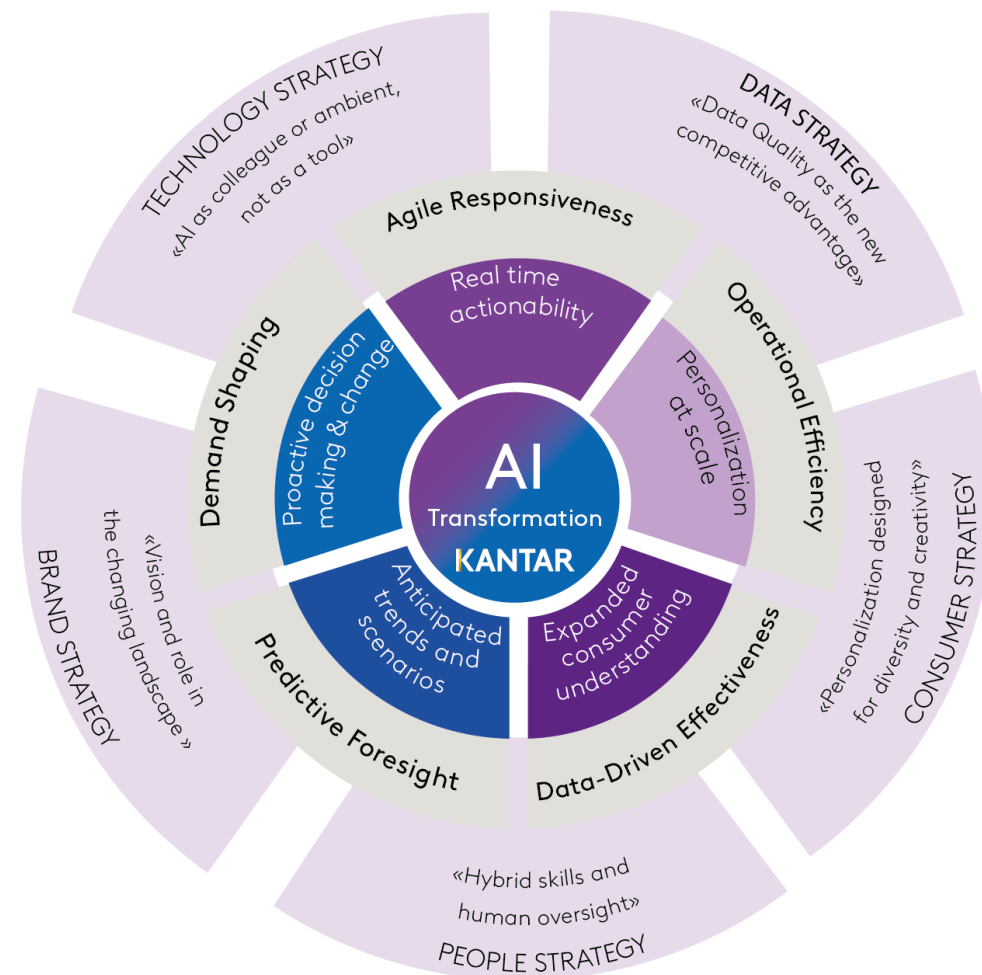 TECHNOLOGY STRATEGY
«AI as colleague or ambient,
not as a tool»
DATA STRATEGY
«Data Quality as the new
competitive advantage»
«Personalization designed
for diversity and creativity»
CONSUMER STRATEGY
«Hybrid skills and
human oversight»
PEOPLE STRATEGY
«Vision and role in
the changing landscape »
BRAND STRATEGY
Agile Responsiveness
Operational Efficiency
Data-Driven Effectiveness
Predictive Foresight
Demand Shaping
Real time
actionability
Personalization
at scale
Expanded
consumer
understanding
Anticipated
trends and
scenarios
Proactive decision
making & change
AI
Transformation
KANTAR